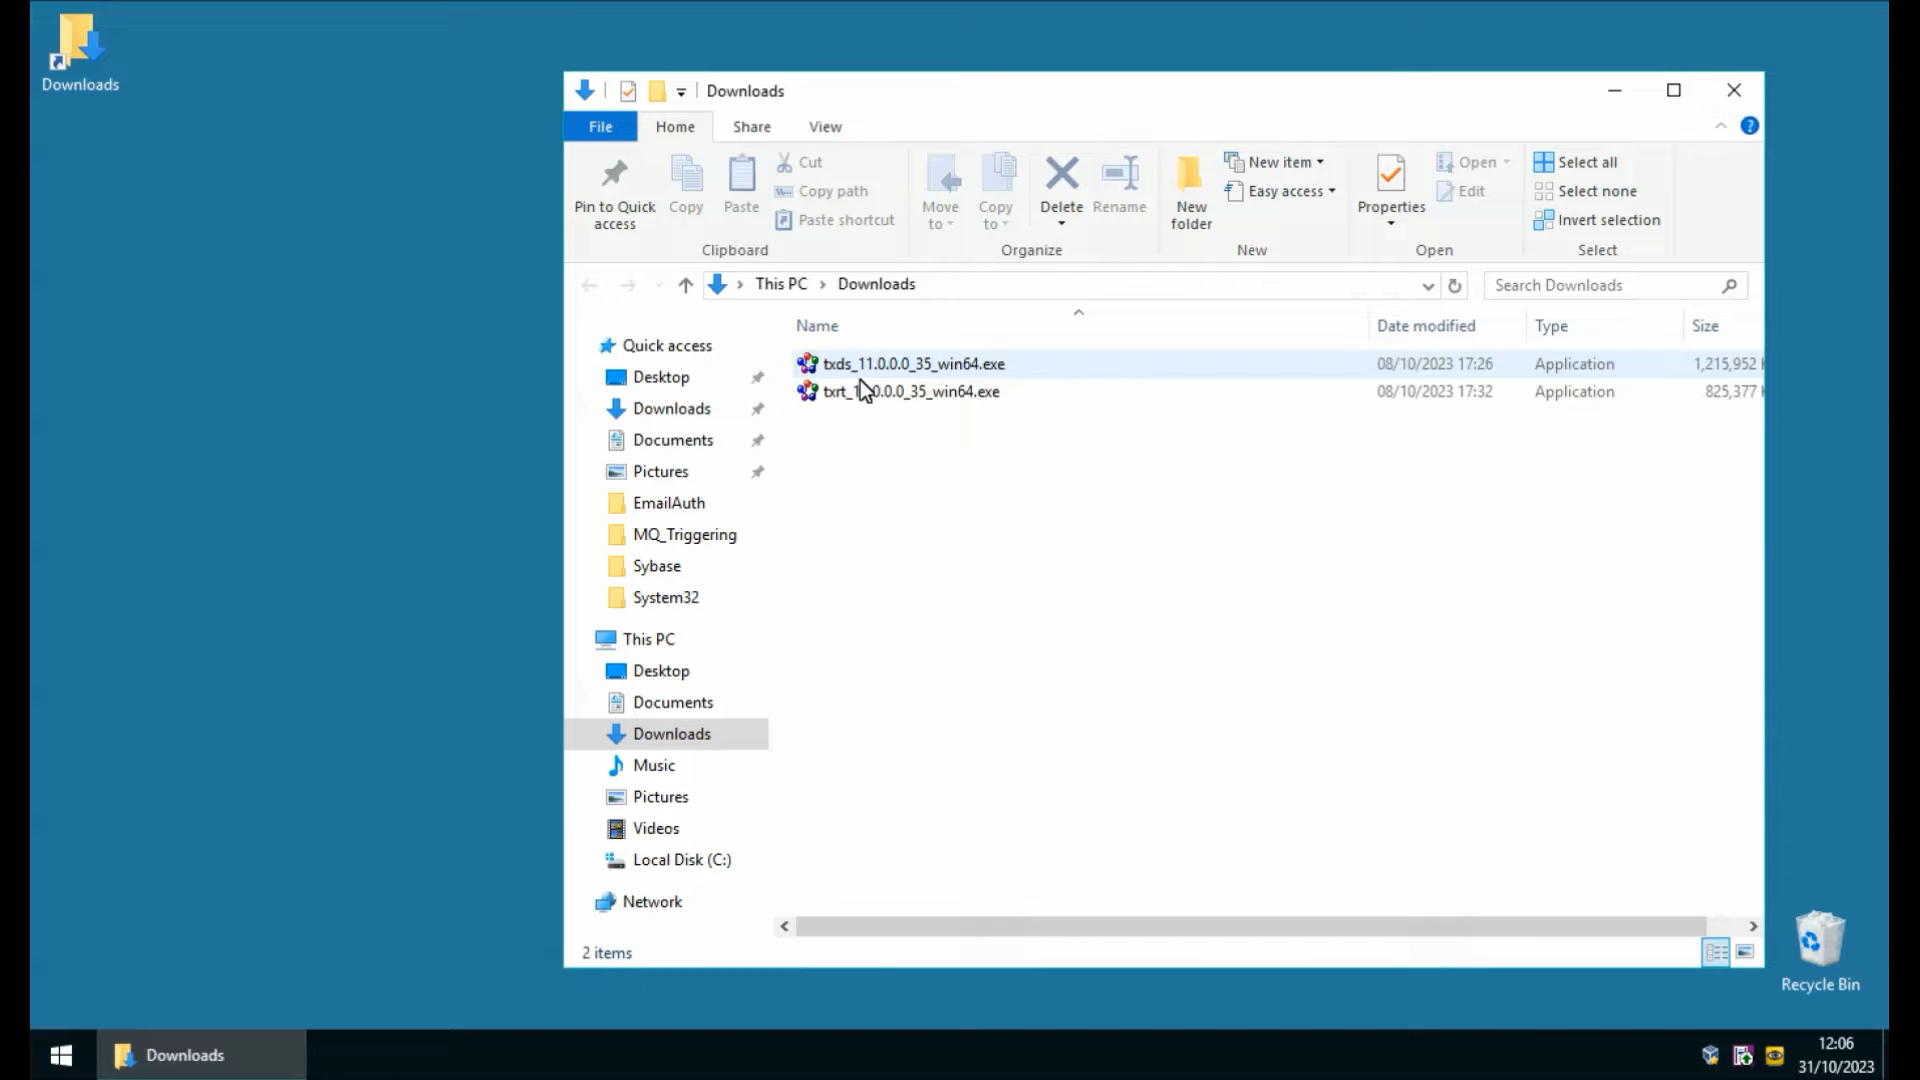 Downloads
Downloads
File Home Share View
Pin to Quick access
Copy
Paste
Cut
Copy path
Paste shortcut
Clipboard
Move to
Copy to
Delete
Rename
Organize
New folder
New item
Easy access
New
Properties
Open
Edit
Open
Select all
Select none
Invert selection
Select
This PC Downloads
Search Downloads
Name Date modified Type Size
txds_11.0.0.0_35_win64.exe 08/10/2023 17:26 Application 1,215,952
0.0.0_35_win64.exe 08/10/2023 17:32 Application 825,377
Quick access
Desktop
Downloads
Documents
Pictures
EmailAuth
MQ_Triggering
Sybase
System32
This PC
Desktop
Documents
Downloads
Music
Pictures
Videos
Local Disk (C:)
Network
2 items
Recycle Bin
Downloads
12:06
31/10/2023